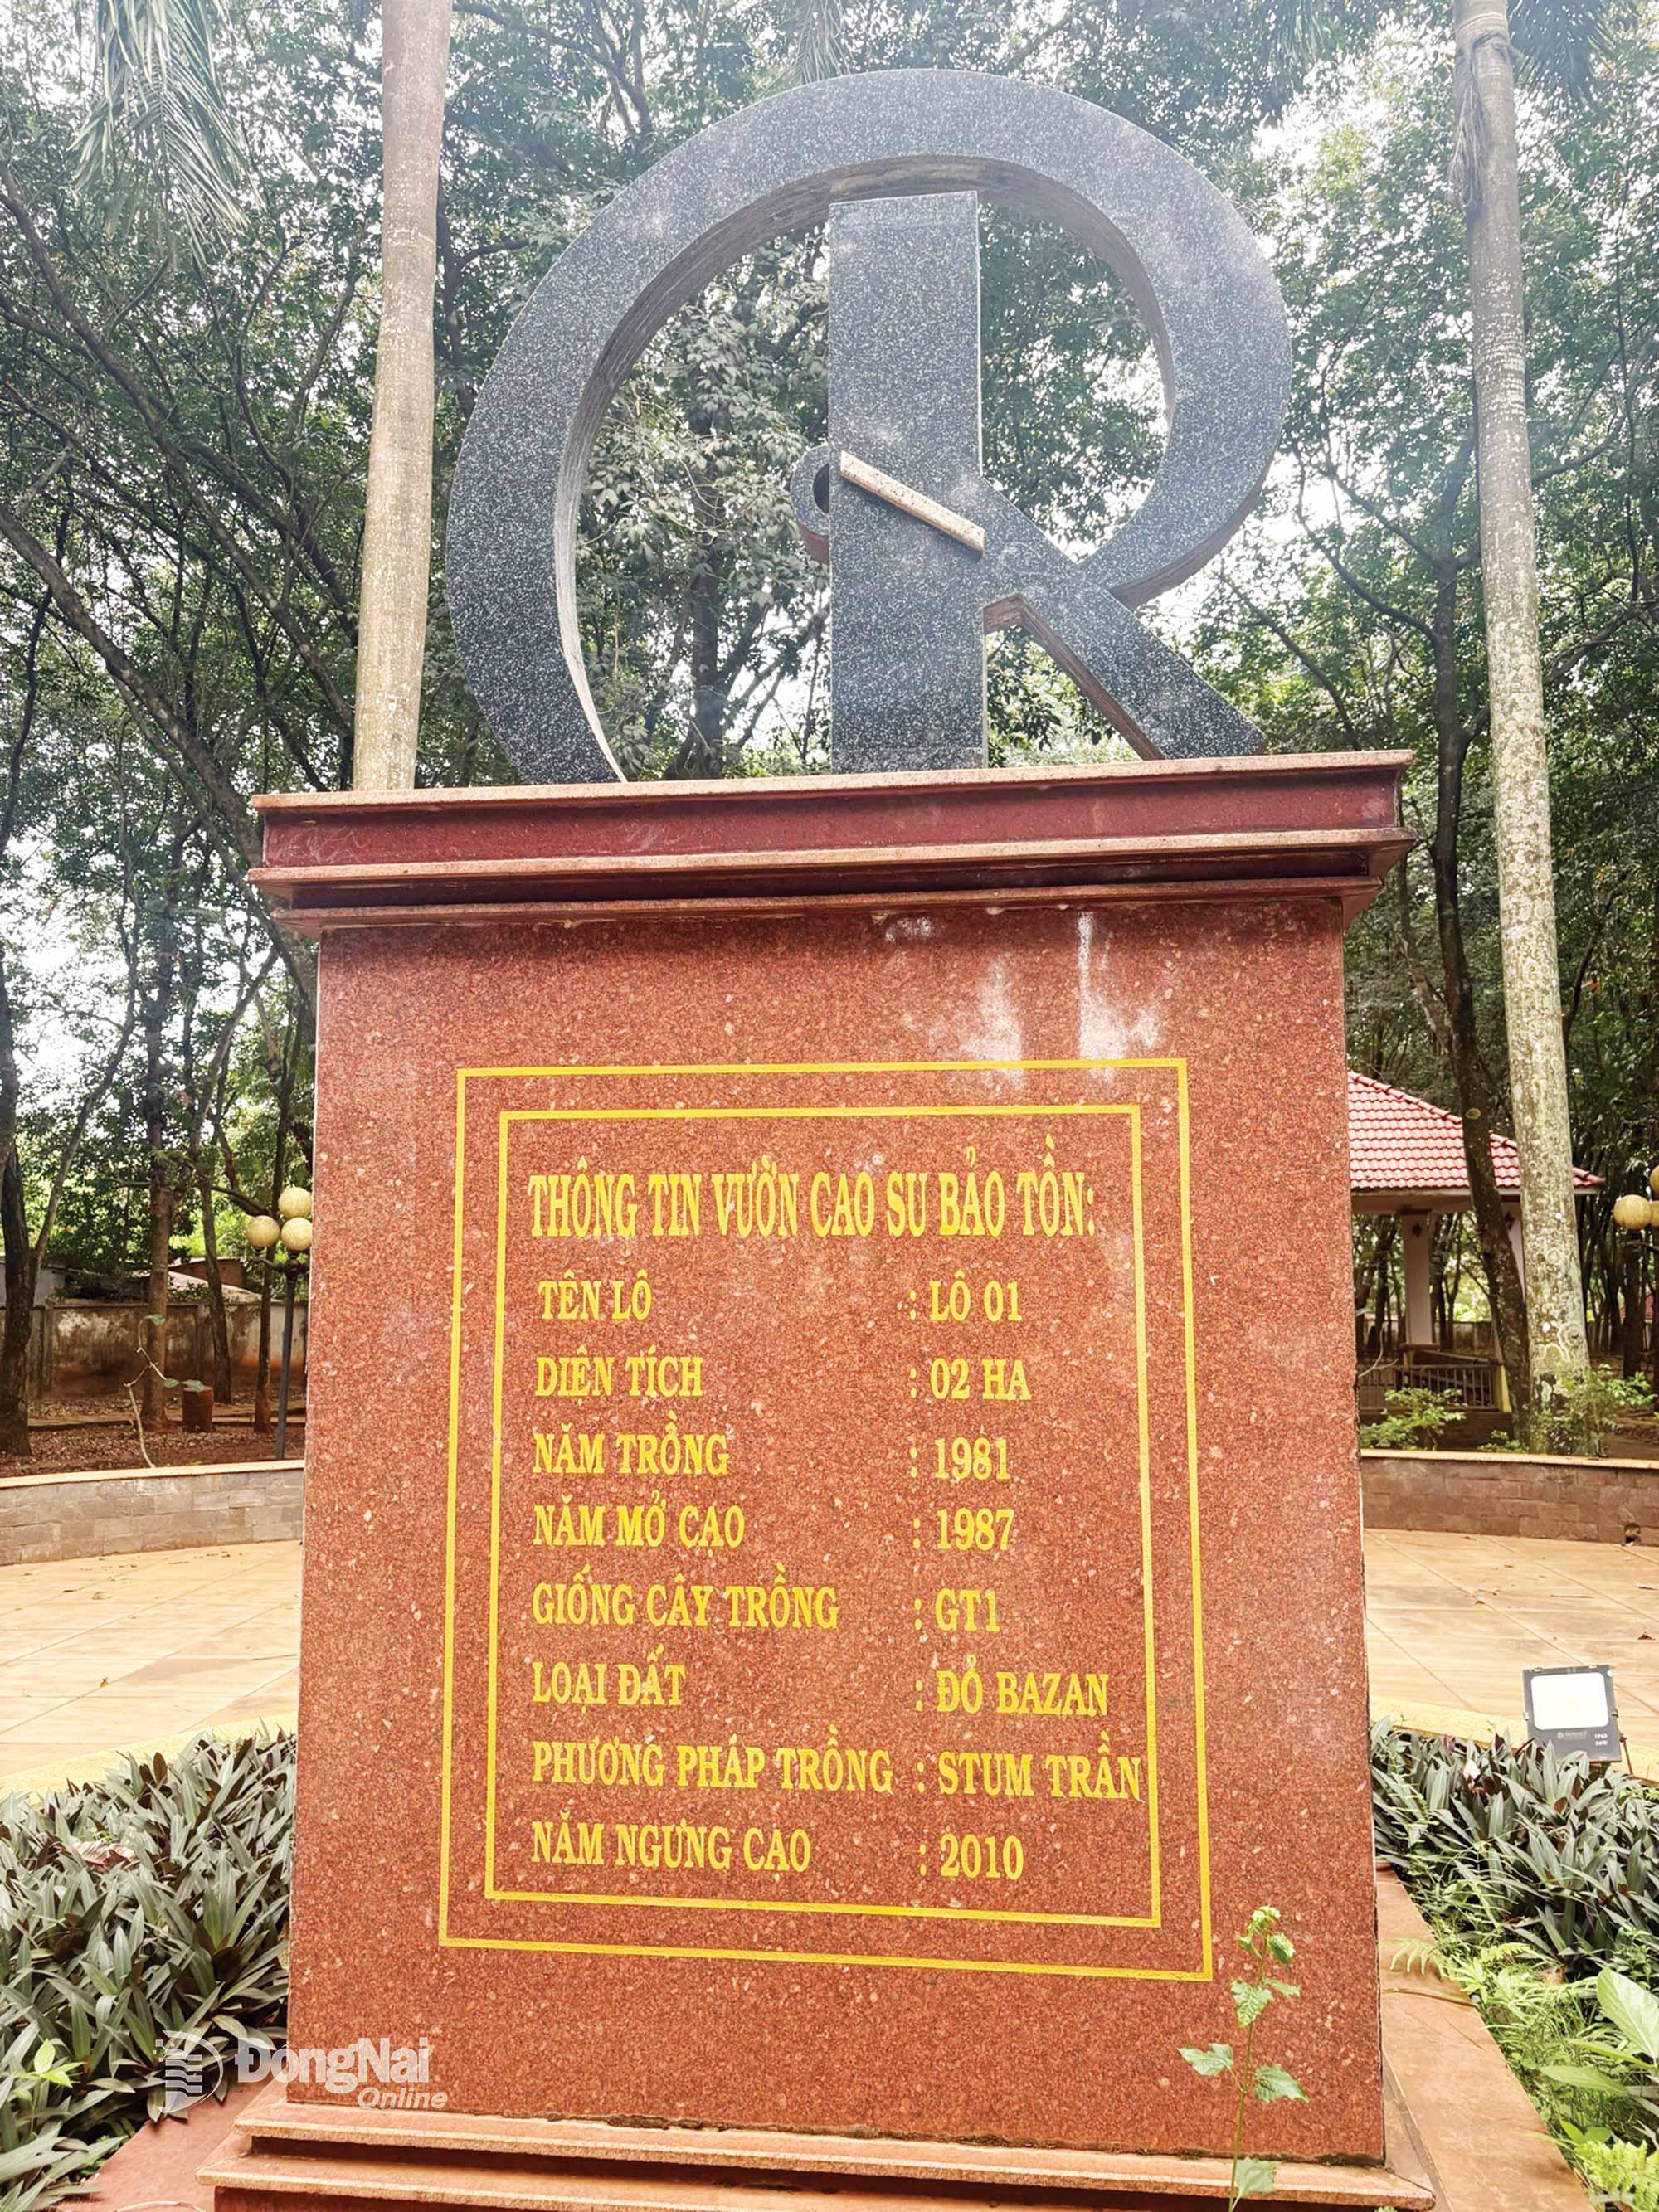 THÔNG TIN VƯỜN CAO SU BẢO TỒN:
TÊN LÔ : LÔ 01
DIỆN TÍCH : 02 HA
NĂM TRỒNG : 1981
NĂM MỞ CẠO : 1987
GIỐNG CÂY TRỒNG : GT1
LOẠI ĐẤT : ĐỎ BAZAN
PHƯƠNG PHÁP TRỒNG : STUM TRẦN
NĂM NGƯNG CẠO : 2010
ĐồngNai
Online